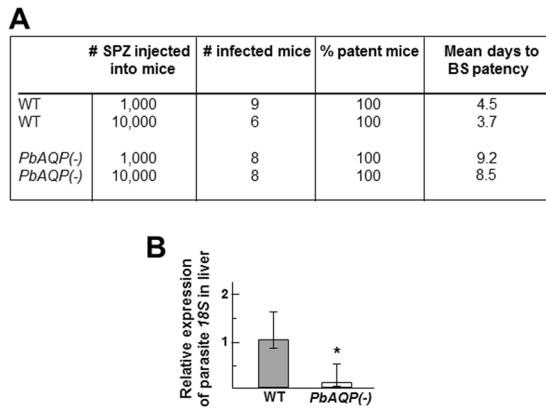 A
# SPZ injected into mice # infected mice % patent mice Mean days to BS patency
WT 1,000 9 100 4.5
WT 10,000 6 100 3.7
PbAQP(-) 1,000 8 100 9.2
PbAQP(-) 10,000 8 100 8.5
B
Relative expression
of parasite 18S in liver
2
1
*
WT PbAQP(-)